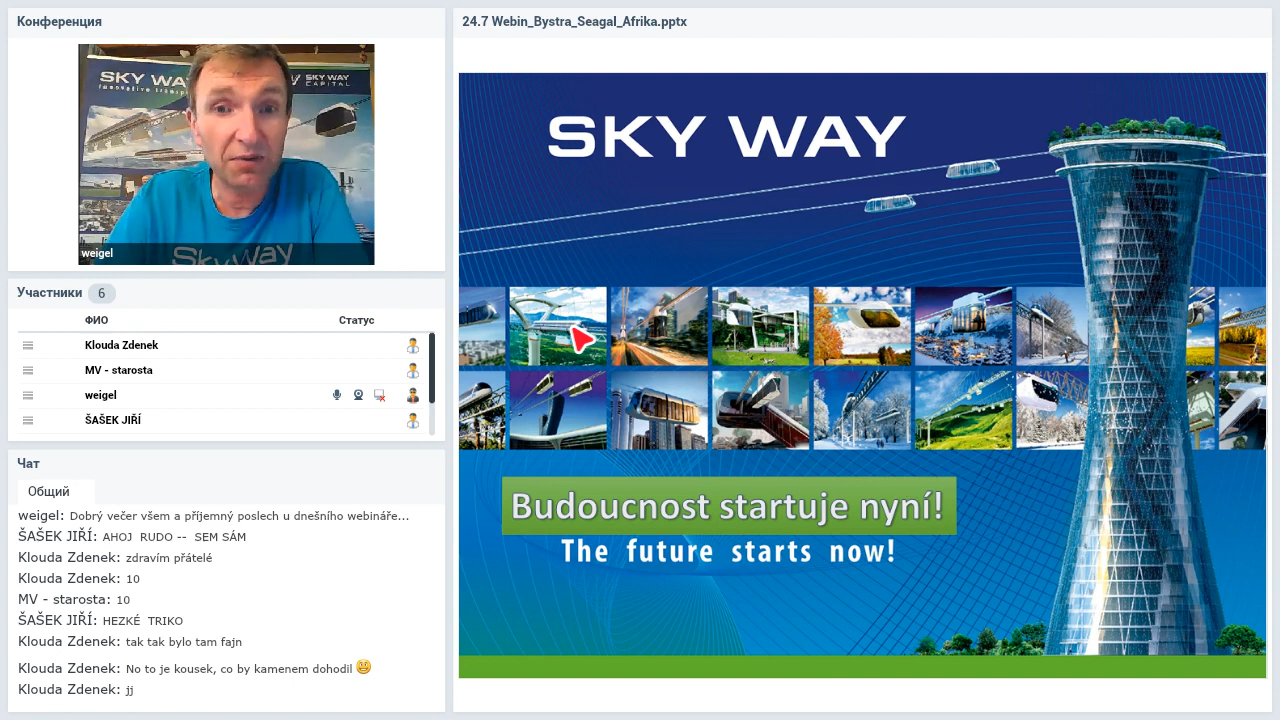 Конференция
SKY WA
SKY WAY
CAPITAL
weigel
Участники 6
ФИО Статус
Klouda Zdenek
MV - starosta
weigel
ŠAŠEK JIŘÍ
Чат
Общий
weigel: Dobrý večer všem a příjemný poslech u dnešního webináře...
ŠAŠEK JIŘÍ: AHOJ RUDO -- SEM SÁM
Klouda Zdenek: zdravím přátelé
Klouda Zdenek: 10
MV - starosta: 10
ŠAŠEK JIŘÍ: HEZKÉ TRIKO
Klouda Zdenek: tak tak bylo tam fajn
Klouda Zdenek: No to je kousek, co by kamenem dohodil
Klouda Zdenek: jj
24.7 Webin_Bystra_Seagal_Afrika.pptx
SKY WAY
Budoucnost startuje nyní!
The future starts now!